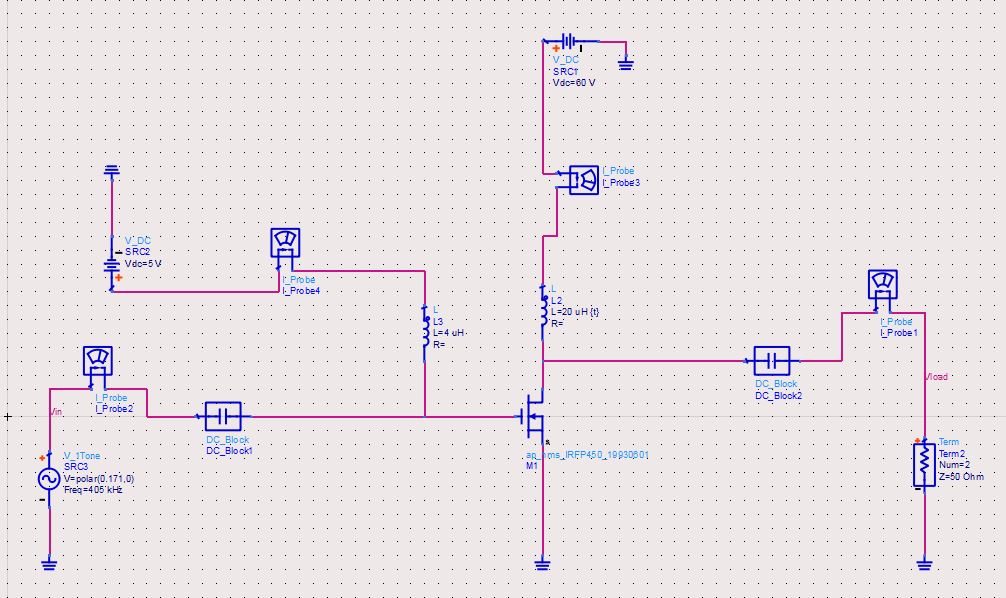 V_DC
SRC1
Vdc=60 V
I_Probe
I_Probe3
V_DC
SRC2
Vdc=5 V
I_Probe
I_Probe4
L
L2
L=20 uH {t}
R=
L
L3
L=4 uH
R=
I_Probe
I_Probe1
I_Probe
I_Probe2
Vin
DC_Block
DC_Block2
Vload
DC_Block
DC_Block1
V_1Tone
SRC3
V=polar(0.171,0)
Freq=405 kHz
ap_nms_IRFP450_19930601
M1
Term
Term2
Num=2
Z=50 Ohm